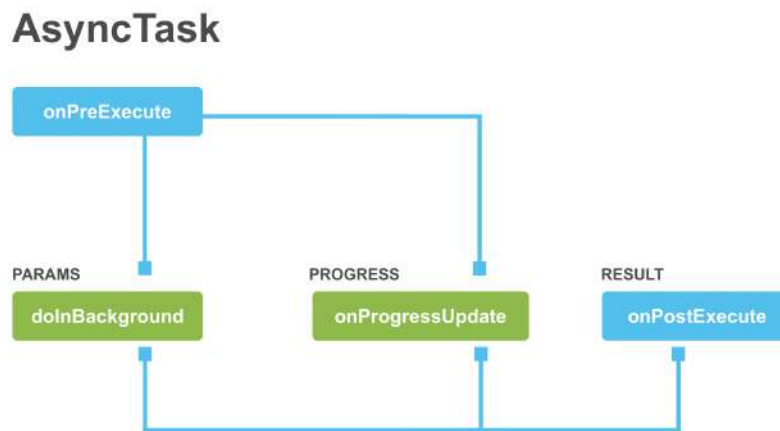 AsyncTask
onPreExecute
PARAMS
PROGRESS
RESULT
doInBackground
onProgressUpdate
onPostExecute